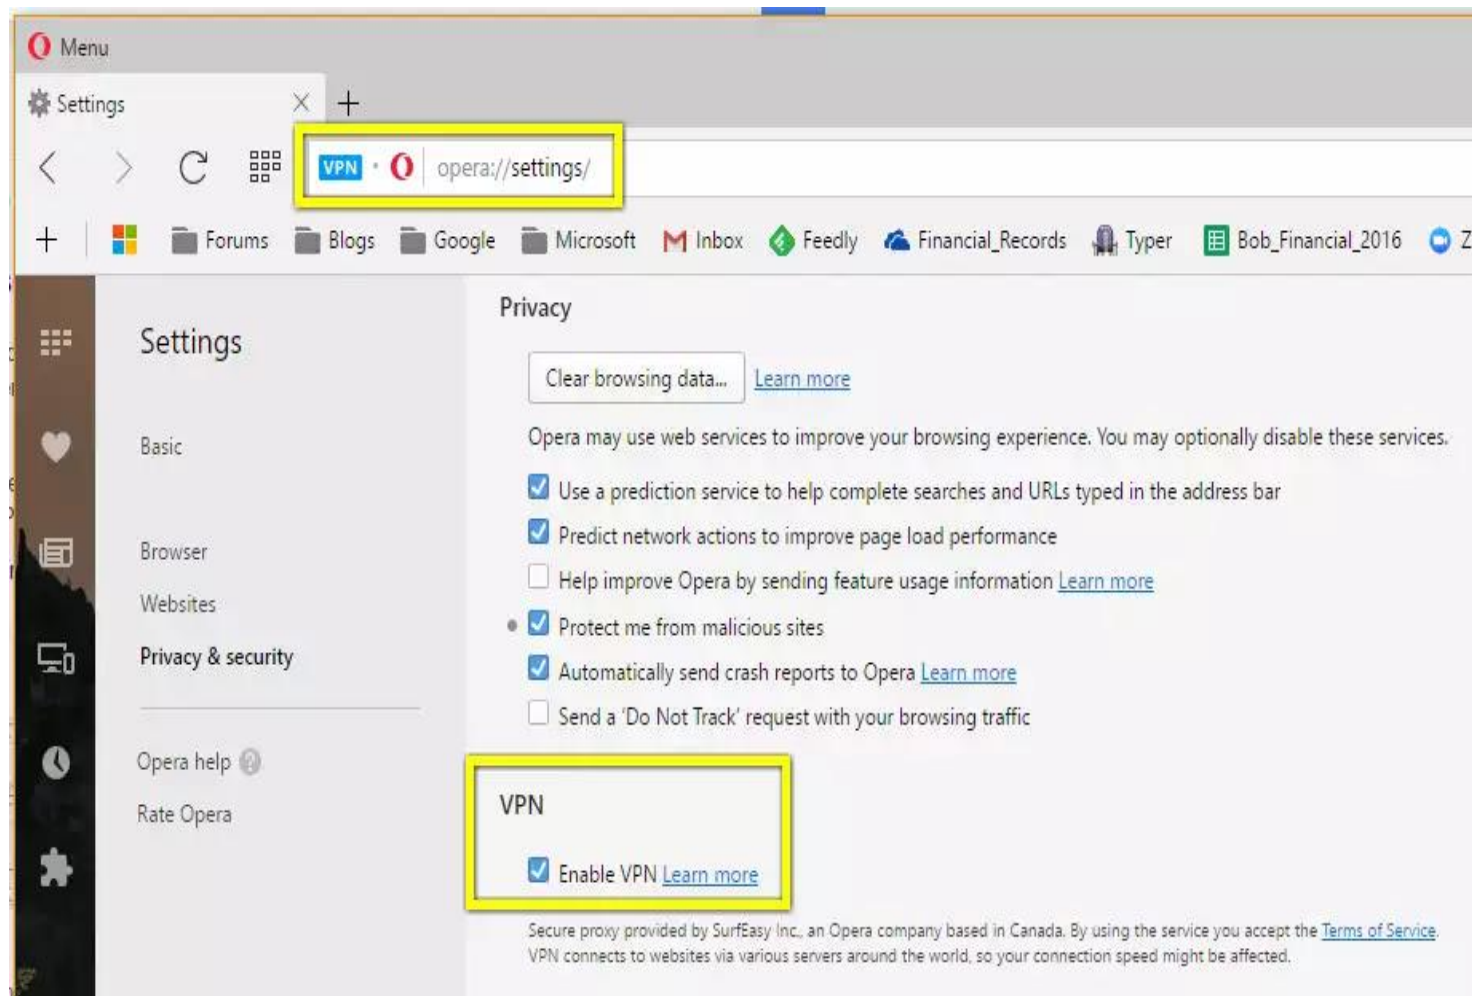 Menu
Settings
VPN opera://settings/
Forums Blogs Google Microsoft Inbox Feedly Financial_Records Typer Bob_Financial_2016 Z
Settings
Basic
Browser
Websites
Privacy & security
Opera help ?
Rate Opera
Privacy
Clear browsing data... Learn more
Opera may use web services to improve your browsing experience. You may optionally disable these services.
Use a prediction service to help complete searches and URLs typed in the address bar
Predict network actions to improve page load performance
Help improve Opera by sending feature usage information Learn more
Protect me from malicious sites
Automatically send crash reports to Opera Learn more
Send a 'Do Not Track' request with your browsing traffic
VPN
Enable VPN Learn more
Secure proxy provided by SurfEasy Inc., an Opera company based in Canada. By using the service you accept the Terms of Service.
VPN connects to websites via various servers around the world, so your connection speed might be affected.